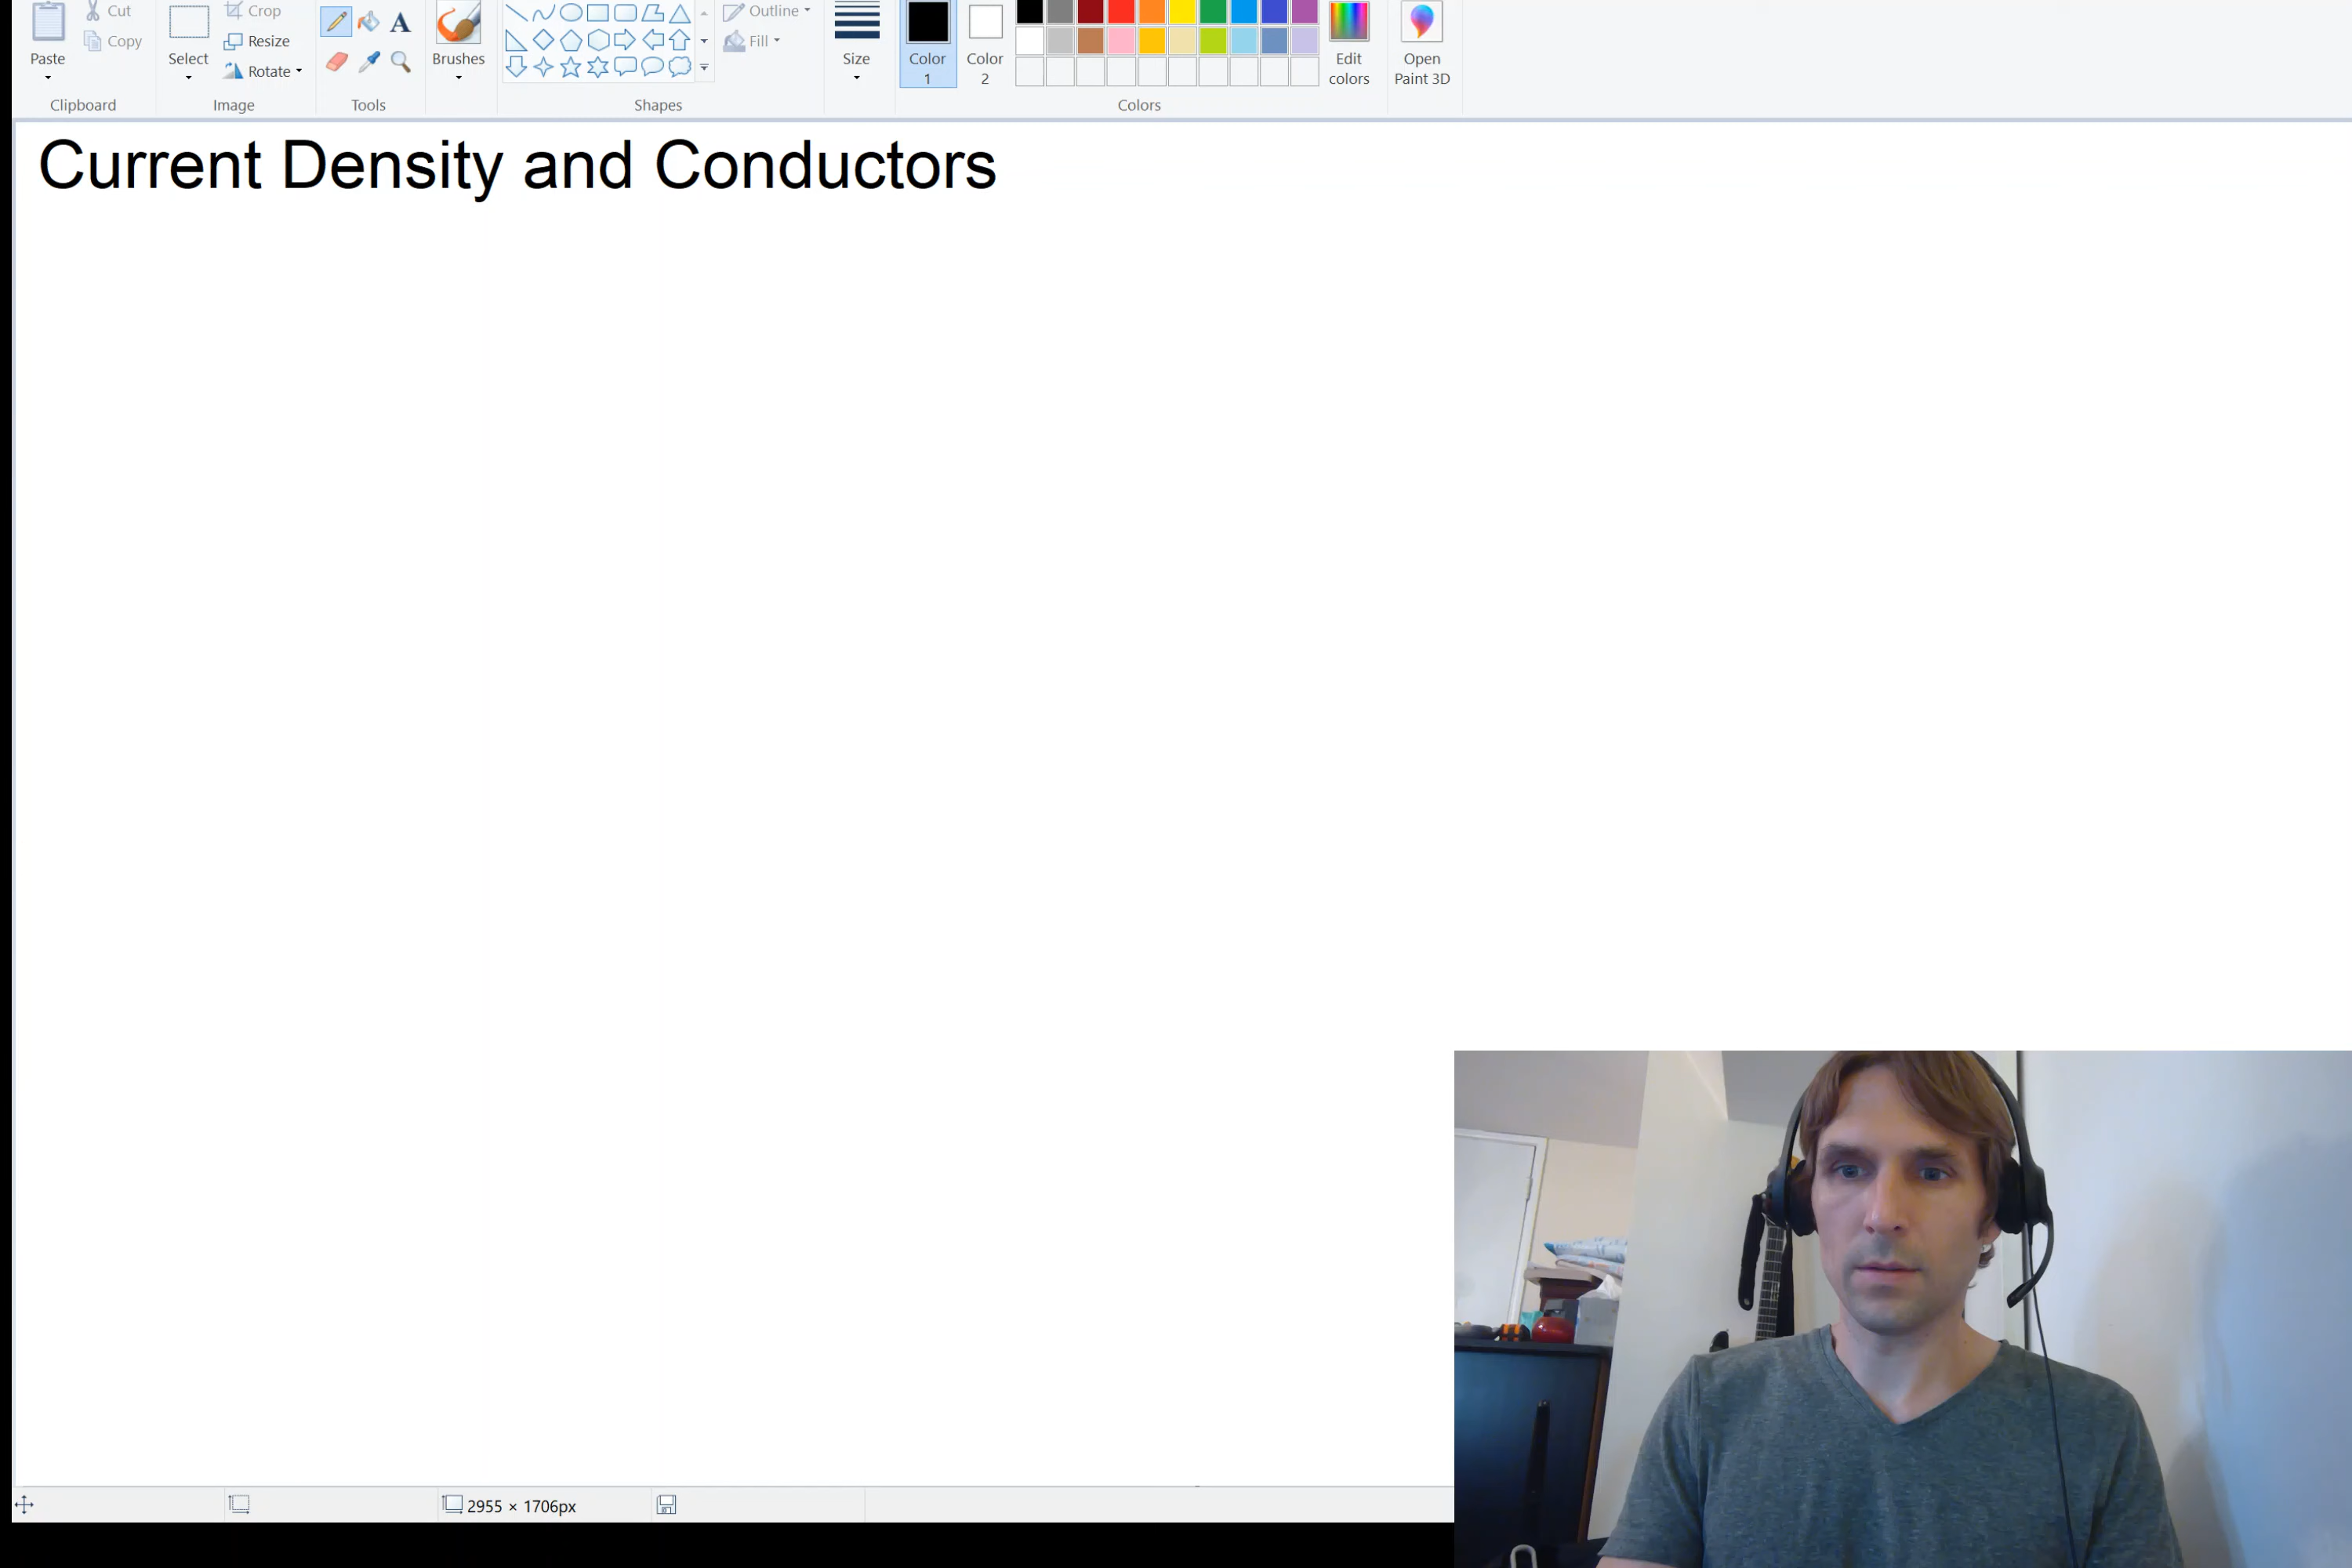 Cut
Crop
Outline
Copy
Resize
Fill
Paste
Select
Rotate
A
Brushes
Size
Color
1
Color
2
Edit
colors
Open
Paint 3D
Clipboard
Image
Tools
Shapes
Colors
Current Density and Conductors
2955 × 1706px